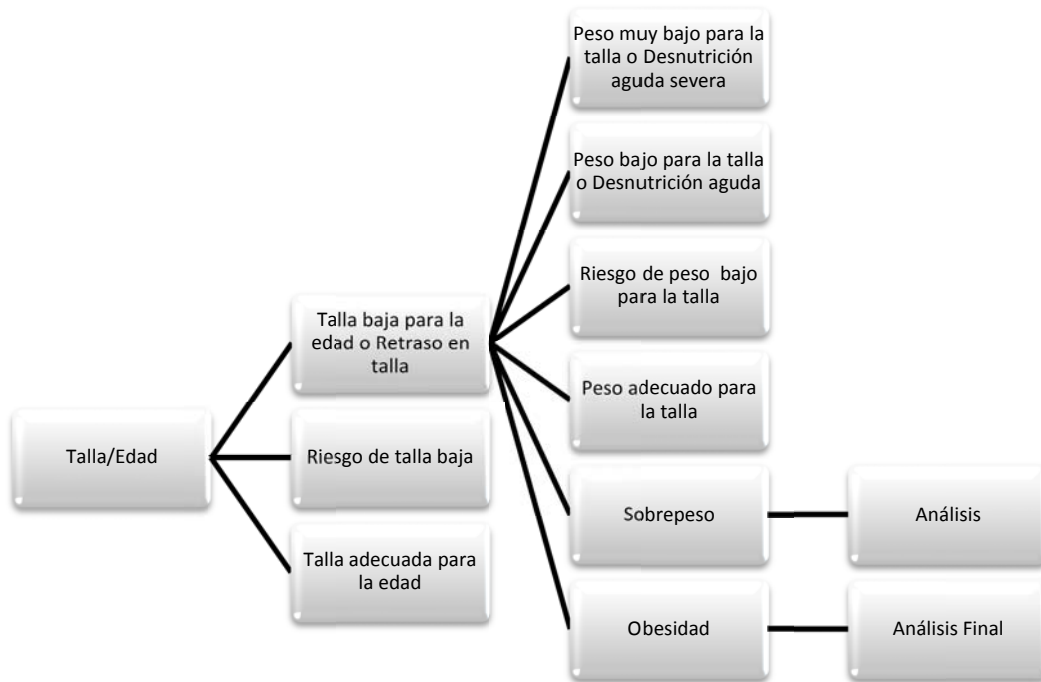 Peso muy bajo para la
talla o Desnutrición
aguda severa
Peso bajo para la talla
o Desnutrición aguda
Riesgo de peso bajo
para la talla
Talla baja para la
edad o Retraso en
talla
Peso adecuado para
la talla
Talla/Edad
Riesgo de talla baja
Sobrepeso
Análisis
Talla adecuada para
la edad
Obesidad
Análisis Final